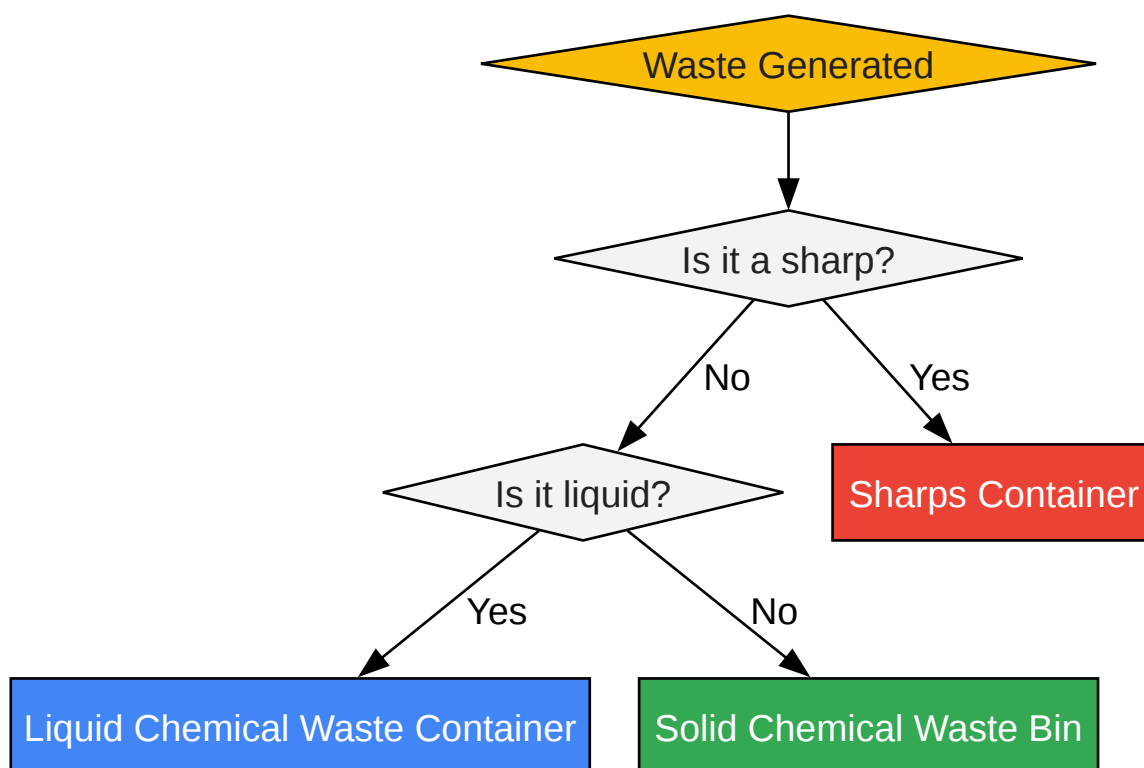 Waste Generated
Is it a sharp?
No
Yes
Is it liquid?
Sharps Container
Yes
No
Liquid Chemical Waste Container
Solid Chemical Waste Bin